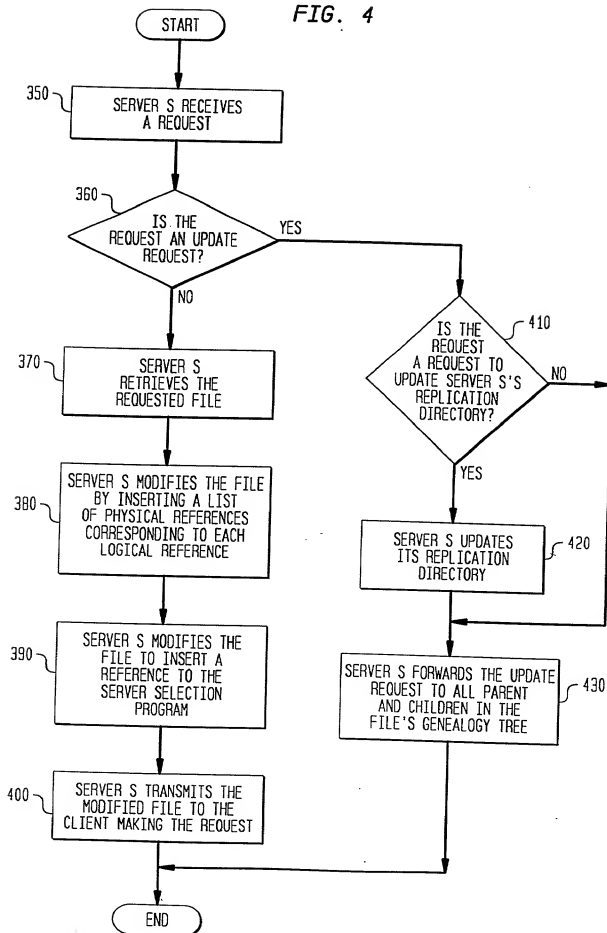 FIG. 4
START
350
SERVER S RECEIVES
A REQUEST
360
IS THE
REQUEST AN UPDATE
REQUEST?
YES
NO
370
SERVER S
RETRIEVES THE
REQUESTED FILE
380
SERVER S MODIFIES THE FILE
BY INSERTING A LIST
OF PHYSICAL REFERENCES
CORRESPONDING TO EACH
LOGICAL REFERENCE
390
SERVER S MODIFIES THE
FILE TO INSERT A
REFERENCE TO THE
SERVER SELECTION
PROGRAM
400
SERVER S TRANSMITS THE
MODIFIED FILE TO THE
CLIENT MAKING THE REQUEST
410
IS THE
REQUEST
A REQUEST TO
UPDATE SERVER S'S
REPLICATION
DIRECTORY?
NO
YES
420
SERVER S UPDATES
ITS REPLICATION
DIRECTORY
430
SERVER S FORWARDS THE UPDATE
REQUEST TO ALL PARENT
AND CHILDREN IN THE
FILE'S GENEALOGY TREE
END